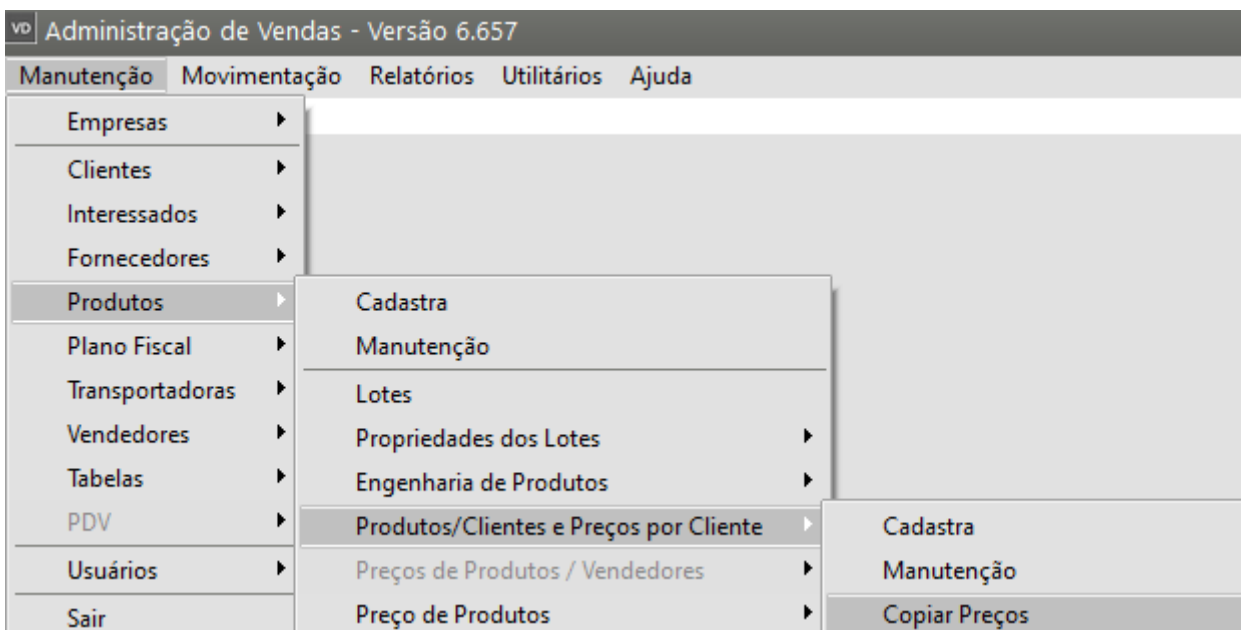 VD Administração de Vendas - Versão 6.657
Manutenção Movimentação Relatórios Utilitários Ajuda
Empresas
Clientes
Interessados
Fornecedores
Produtos
Plano Fiscal
Transportadoras
Vendedores
Tabelas
PDV
Usuários
Sair
Cadastra
Manutenção
Lotes
Propriedades dos Lotes
Engenharia de Produtos
Produtos/Clientes e Preços por Cliente
Preços de Produtos / Vendedores
Preço de Produtos
Cadastra
Manutenção
Copiar Preços